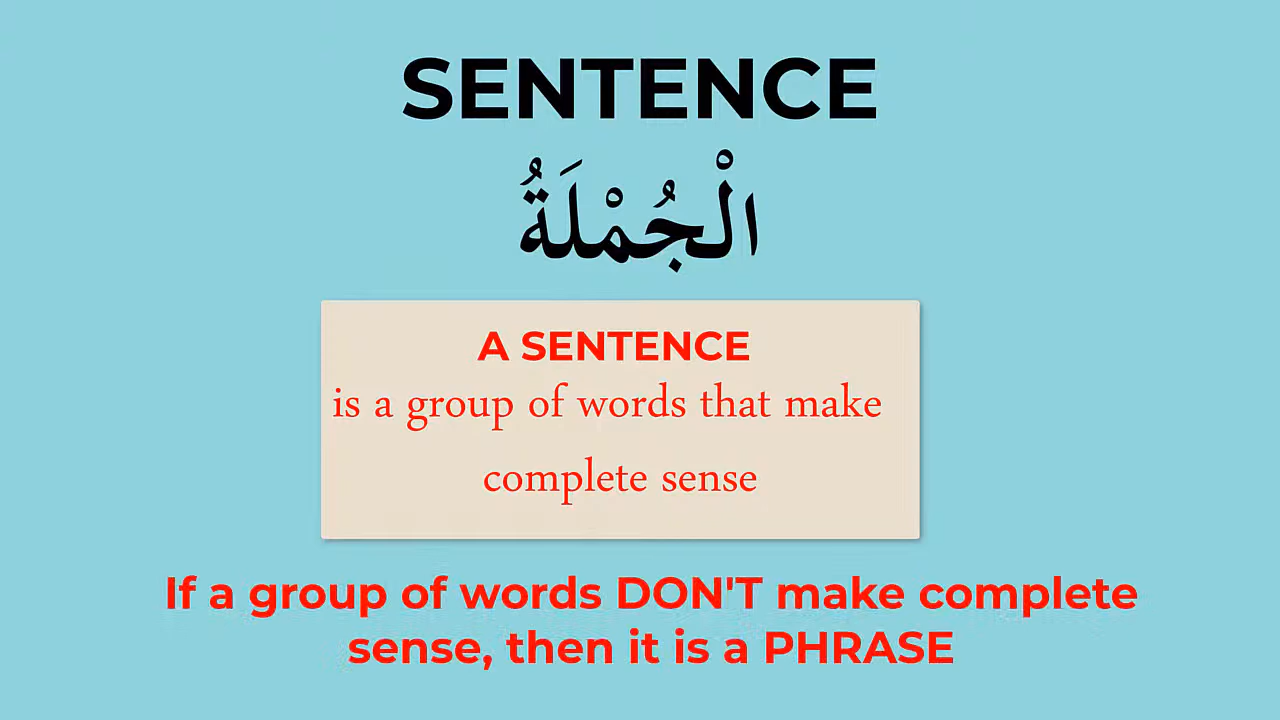 SENTENCE
الْجُمْلَةُ
A SENTENCE
is a group of words that make
complete sense
If a group of words DON'T make complete
sense, then it is a PHRASE